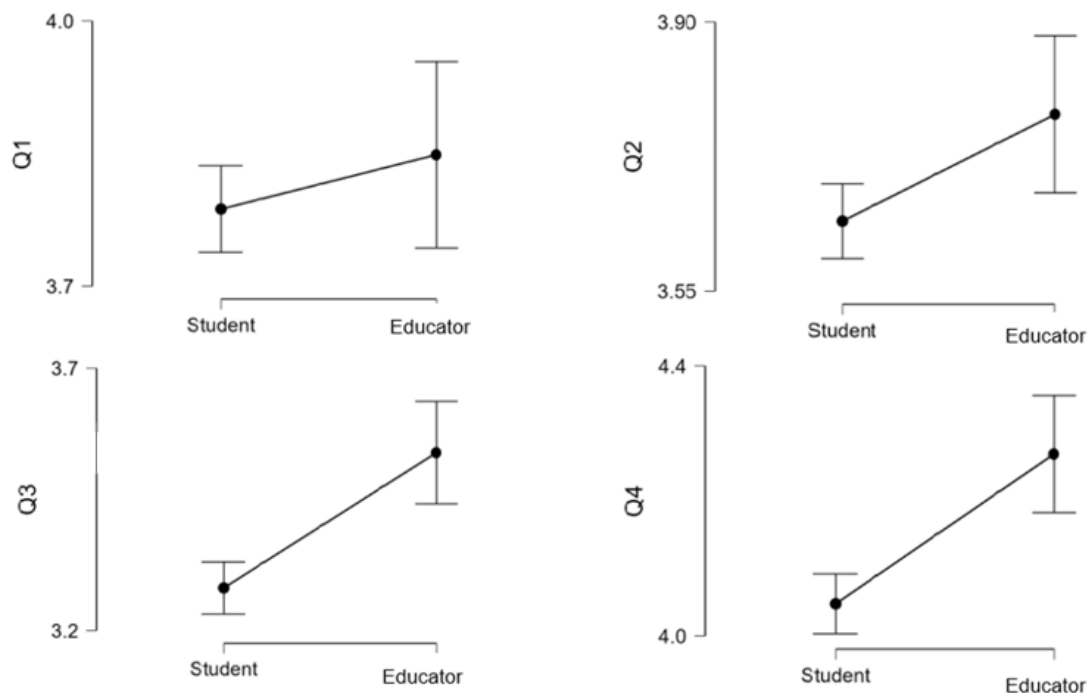 4.0
Q1
3.7
Student
Educator
3.90
Q2
3.55
Student
Educator
3.7
Q3
3.2
Student
Educator
4.4
Q4
4.0
Student
Educator